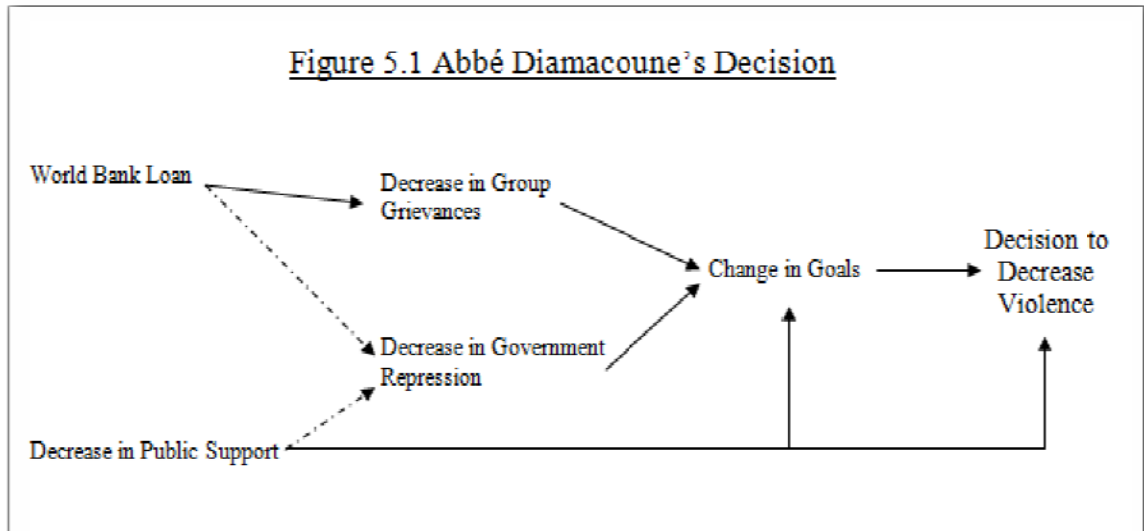 Figure 5.1 Abbé Diamacoune’s Decision
World Bank Loan
Decrease in Group
Grievances
Decision to
Decrease
Violence
Change in Goals
Decrease in Government
Repression
Decrease in Public Support